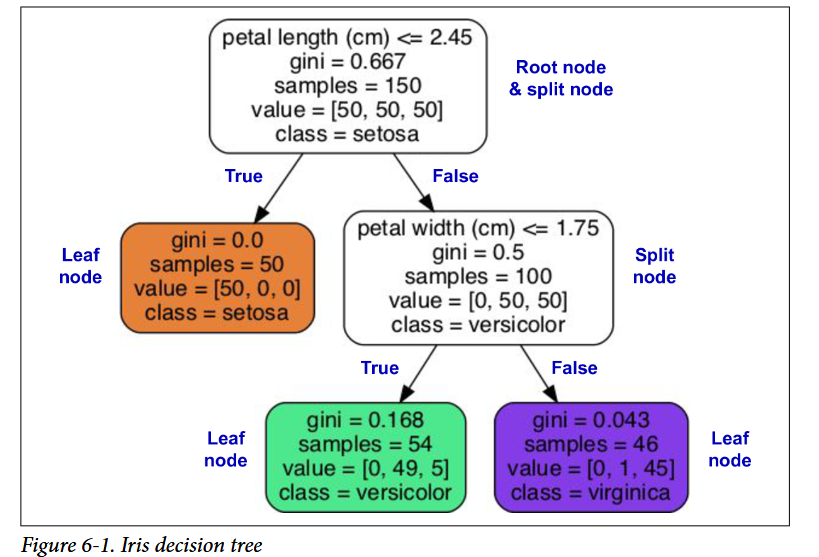 petal length (cm) <= 2.45
gini = 0.667
samples = 150
value = [50, 50, 50]
class = setosa
Root node
& split node
True
False
Leaf
node
gini = 0.0
samples = 50
value = [50, 0, 0]
class = setosa
petal width (cm) <= 1.75
gini = 0.5
samples = 100
value = [0, 50, 50]
class = versicolor
Split
node
True
False
Leaf
node
gini = 0.168
samples = 54
value = [0, 49, 5]
class = versicolor
gini = 0.043
samples = 46
value = [0, 1, 45]
class = virginica
Leaf
node
Figure 6-1. Iris decision tree